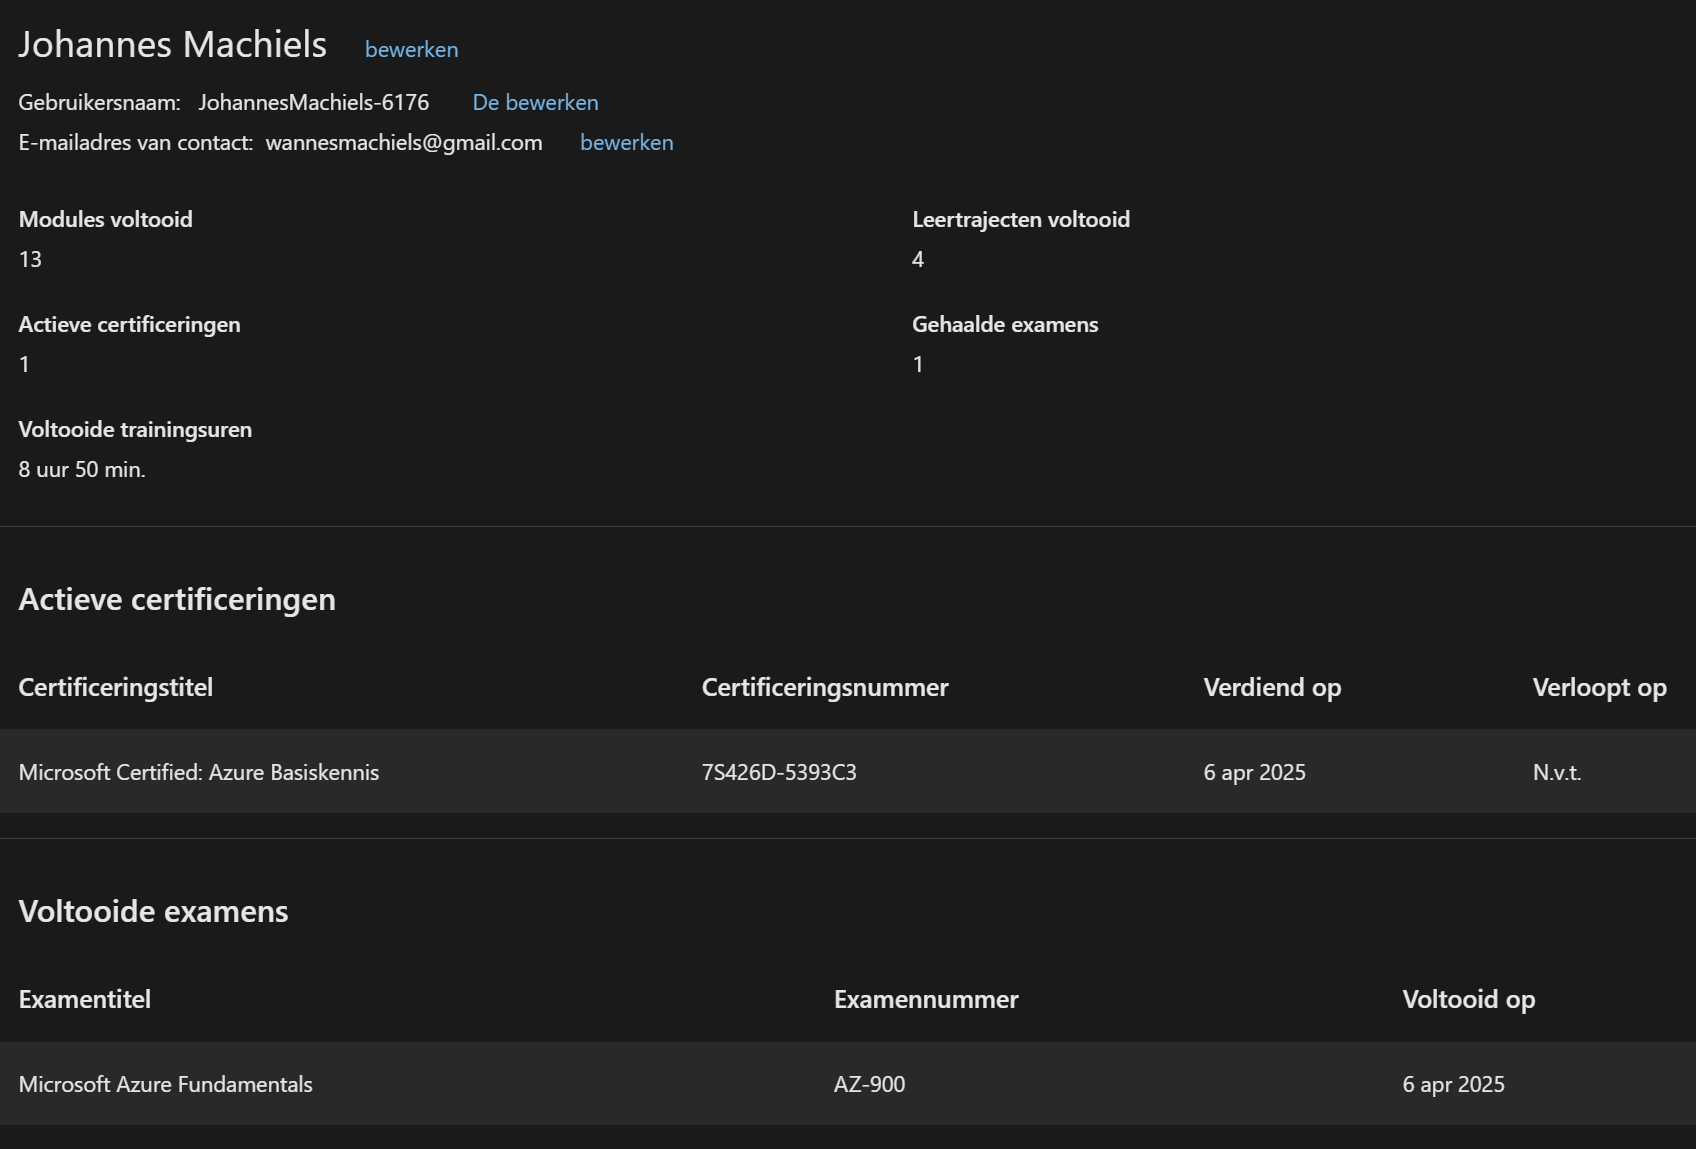 Johannes Machiels bewerken
Gebruikersnaam: JohannesMachiels-6176 De bewerken
E-mailadres van contact: wannesmachiels@gmail.com bewerken
Modules voltooid Leertrajecten voltooid
13 4
Actieve certificeringen Gehaalde examens
1 1
Voltooide trainingsuren
8 uur 50 min.
Actieve certificeringen
Certificeringstitel Certificeringsnummer Verdiend op Verloopt op
Microsoft Certified: Azure Basiskennis 7S426D-5393C3 6 apr 2025 N.v.t.
Voltooide examens
Examentitel Examennummer Voltooid op
Microsoft Azure Fundamentals AZ-900 6 apr 2025